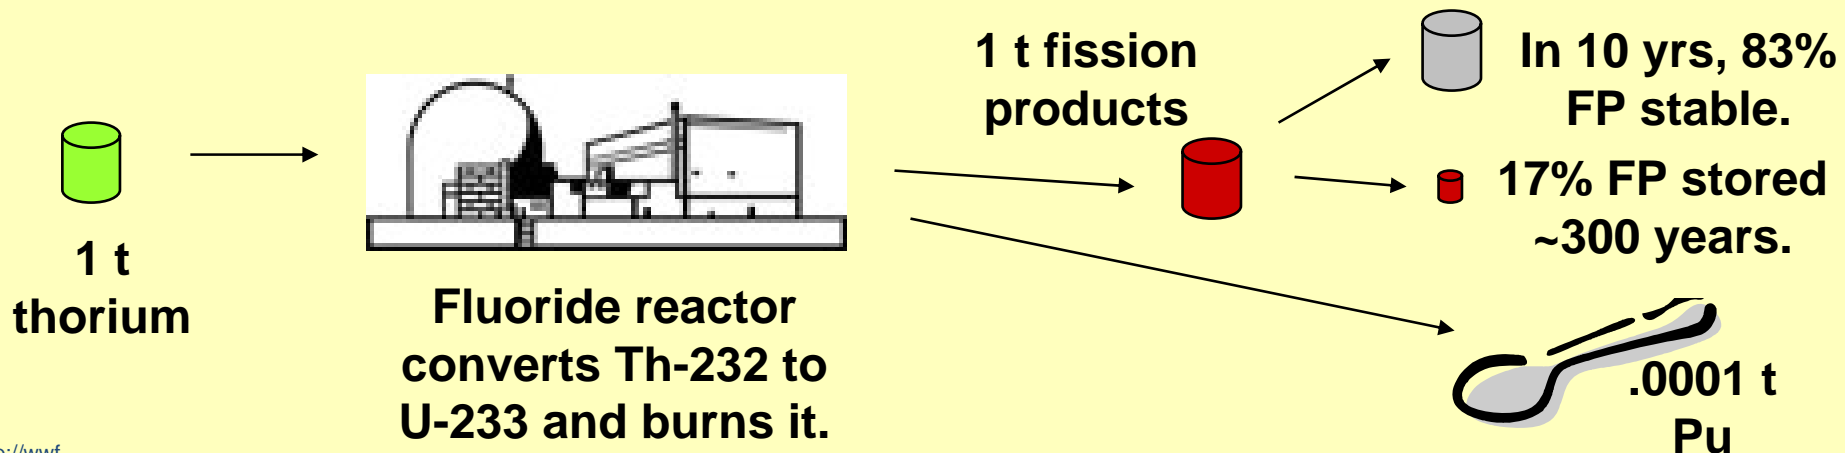 1 t
thorium
Fluoride reactor
converts Th-232 to
U-233 and burns it.
1 t fission
products
In 10 yrs, 83%
FP stable.
17% FP stored
~300 years.
.0001 t
Pu